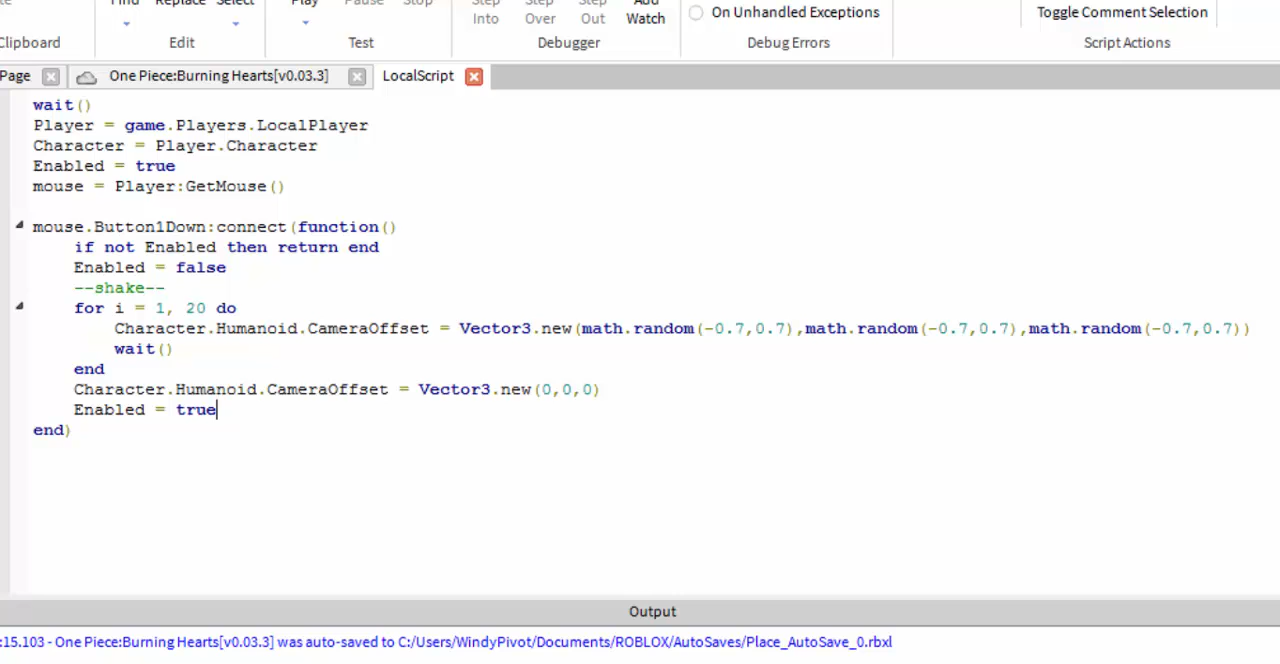 Find Replace Select Play Pause Stop Step Step Step Add
Into Over Out Watch
On Unhandled Exceptions
Toggle Comment Selection
Clipboard Edit Test Debugger Debug Errors Script Actions
Page One Piece:Burning Hearts[v0.03.3] LocalScript
wait()
Player = game.Players.LocalPlayer
Character = Player.Character
Enabled = true
mouse = Player:GetMouse()
mouse.Button1Down:connect(function()
if not Enabled then return end
Enabled = false
--shake--
for i = 1, 20 do
Character.Humanoid.CameraOffset = Vector3.new(math.random(-0.7,0.7),math.random(-0.7,0.7),math.random(-0.7,0.7))
wait()
end
Character.Humanoid.CameraOffset = Vector3.new(0,0,0)
Enabled = true
end)
Output
:15.103 - One Piece:Burning Hearts[v0.03.3] was auto-saved to C:/Users/WindyPivot/Documents/ROBLOX/AutoSaves/Place_AutoSave_0.rbxl